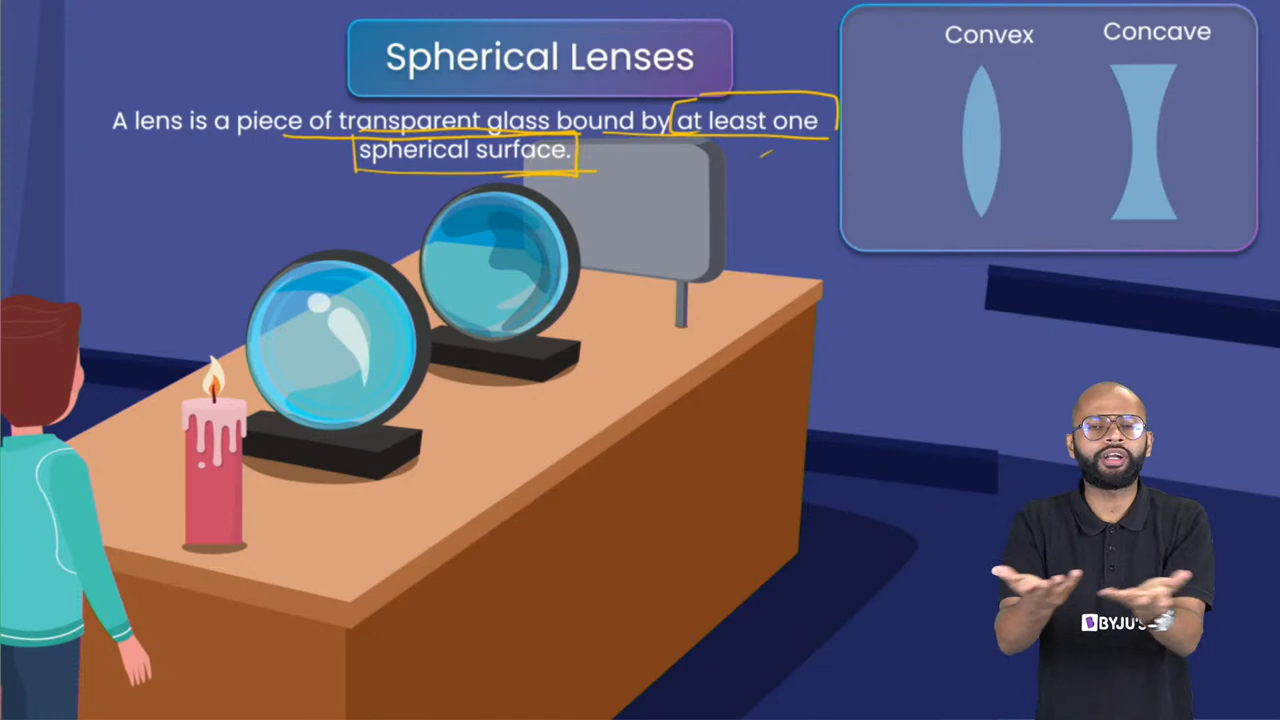 Spherical Lenses
A lens is a piece of transparent glass bound by at least one
spherical surface.
Convex
Concave
BYJU'S